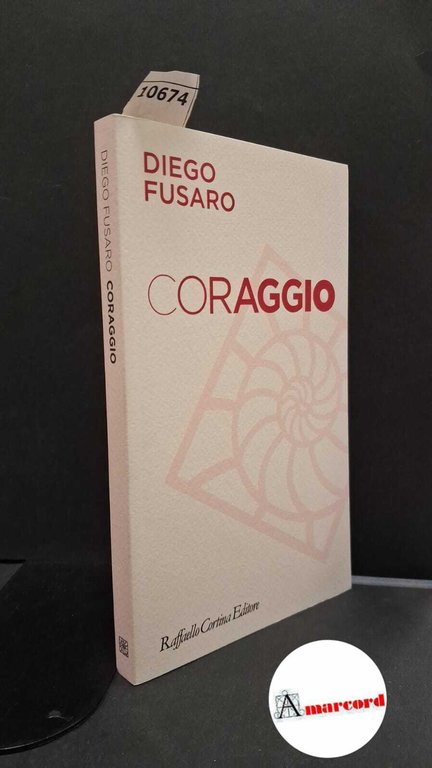 10674
DIEGO
FUSARO
CORAGGIO
Raffaello Cortina Editore
DIEGO FUSARO CORAGGIO
Amarcord